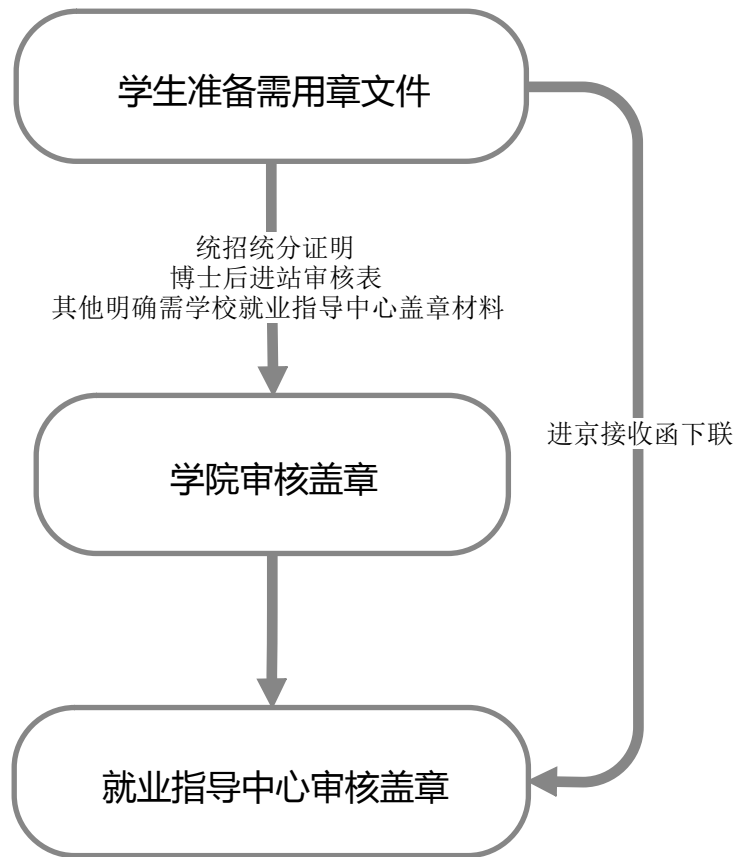 学生准备需用章文件
统招统分证明
博士后进站审核表
其他明确需学校就业指导中心盖章材料
进京接收函下联
学院审核盖章
就业指导中心审核盖章